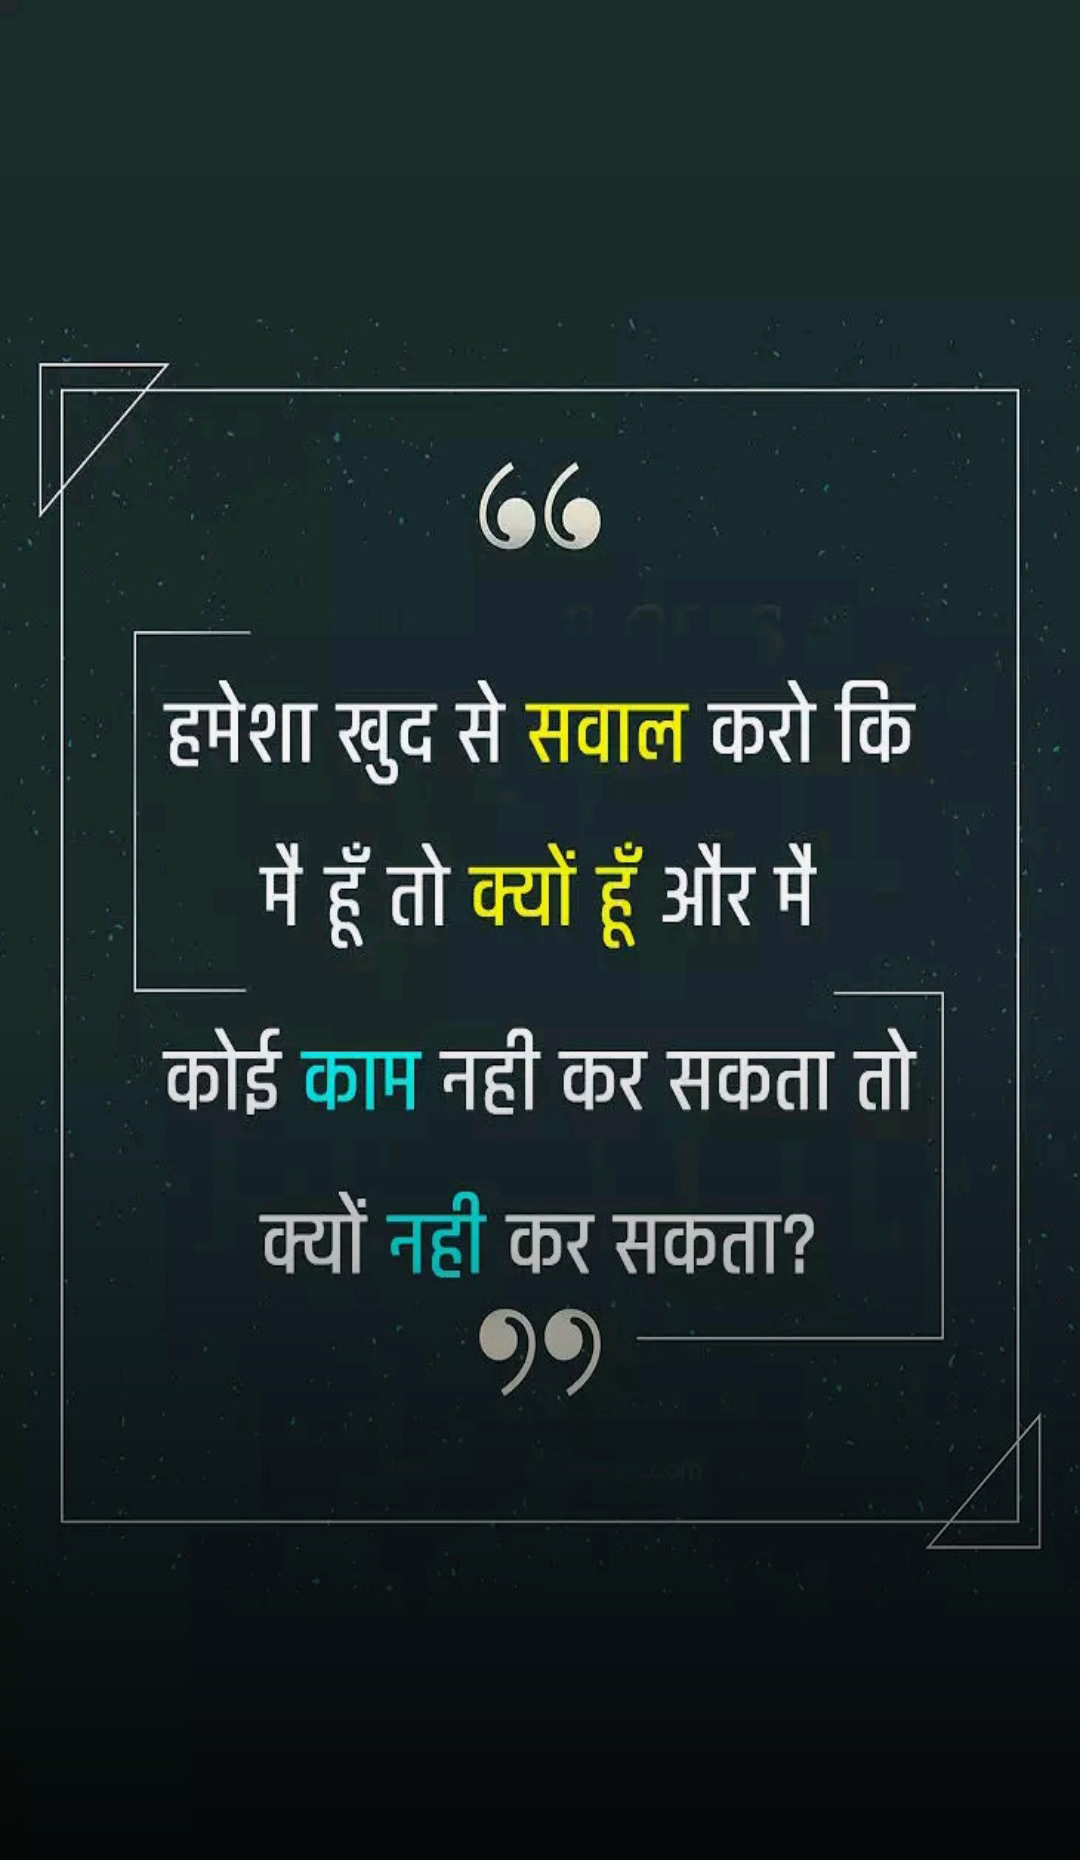 हमेशा खुद से सवाल करो कि
मै हूँ तो क्यों हूँ और मै
कोई काम नही कर सकता तो
क्यों नही कर सकता?